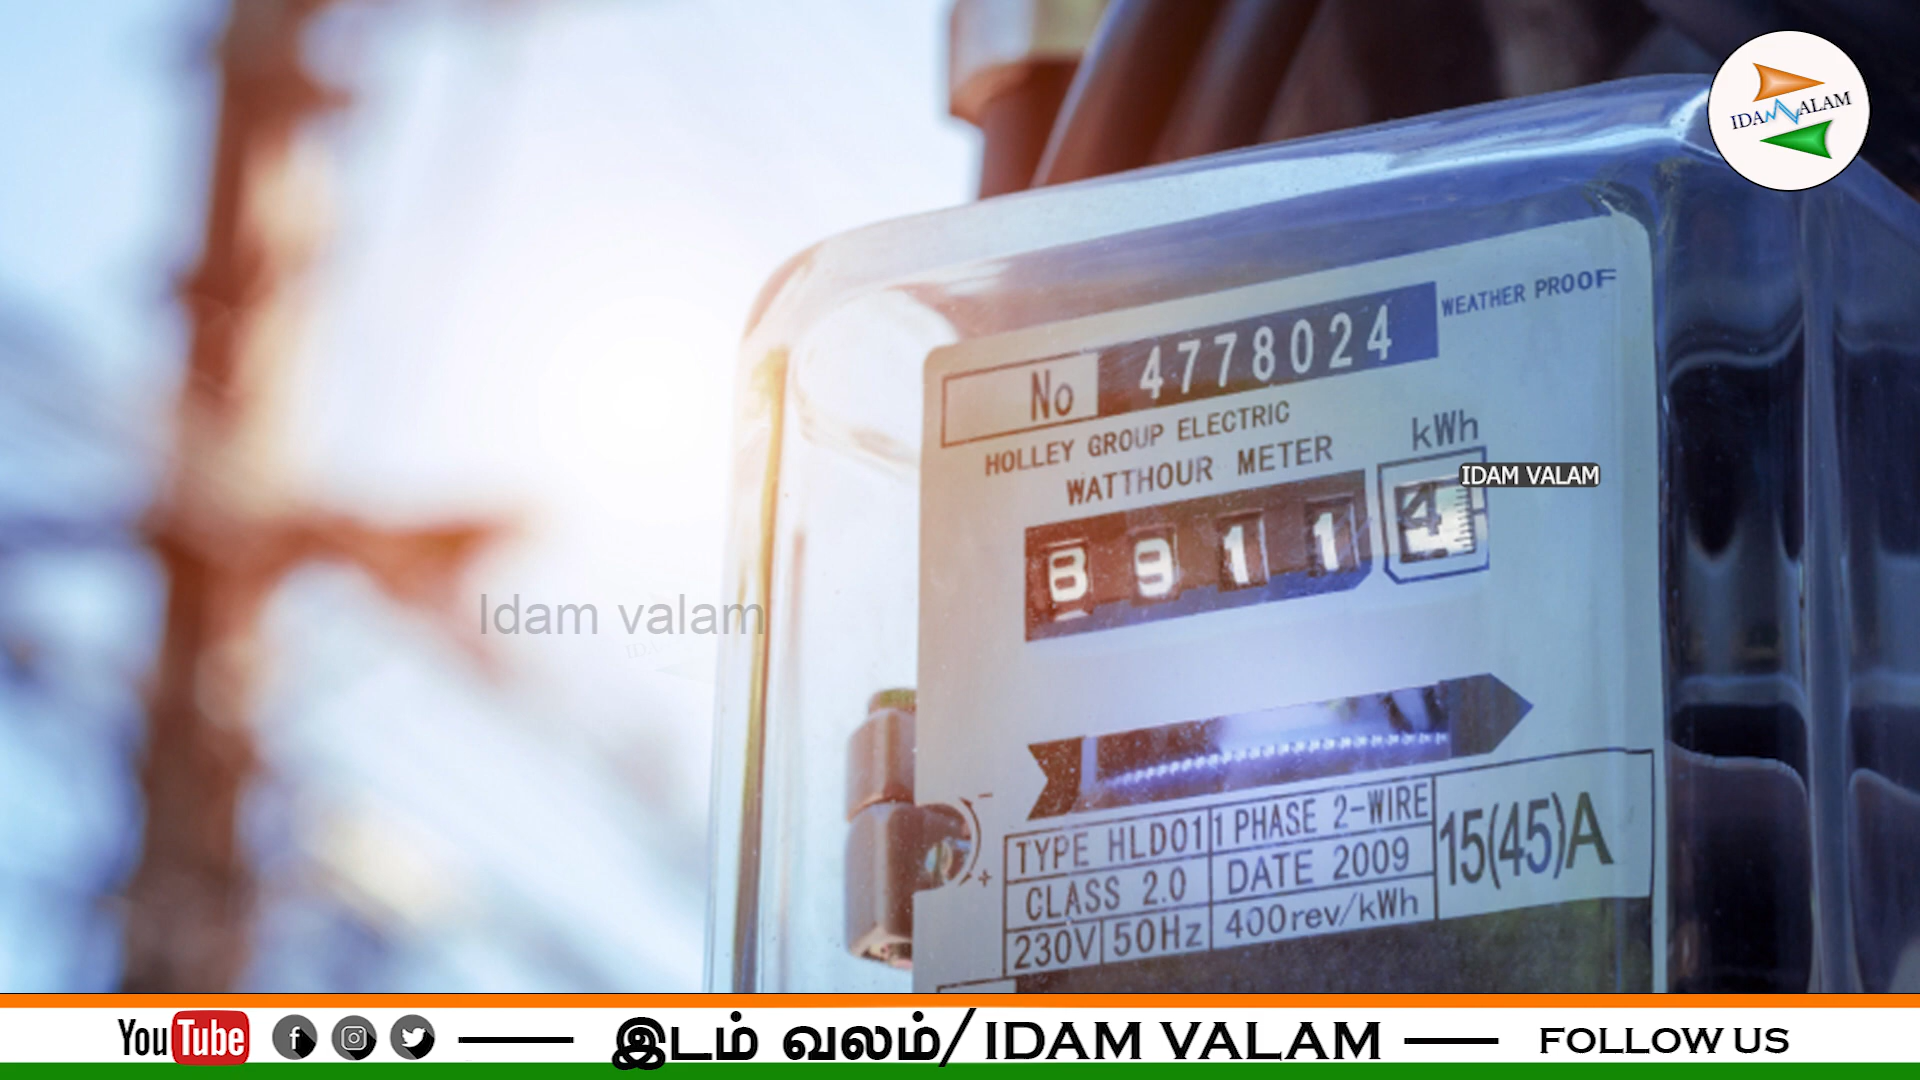 IDAM VALAM
WEATHER PROOF
No 4778024
HOLLEY GROUP ELECTRIC
WATTHOUR METER
kWh
8 9 1 1 4
IDAM VALAM
Idam valam
TYPE HLD01 1 PHASE 2-WIRE
CLASS 2.0 DATE 2009
15(45)A
230V 50Hz 400rev/kWh
YouTube இடம் வலம்/IDAM VALAM FOLLOW US